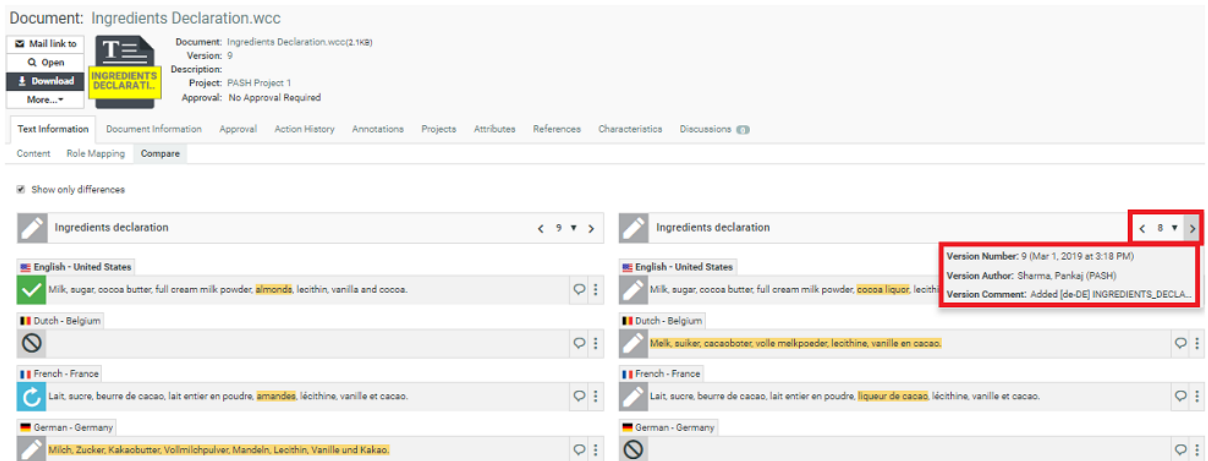 Document: Ingredients Declaration.wcc
Mail link to
Open
Download
More...
INGREDIENTS
DECLARATI..
Document: Ingredients Declaration.wcc(2.1KB)
Version: 9
Description:
Project: PASH Project 1
Approval: No Approval Required
Text Information Document Information Approval Action History Annotations Projects Attributes References Characteristics Discussions 0
Content Role Mapping Compare
Show only differences
Ingredients declaration < 9 ▼ >
Ingredients declaration < 8 ▼ >
Version Number: 9 (Mar 1, 2019 at 3:18 PM)
Version Author: Sharma, Pankaj (PASH)
Version Comment: Added [de-DE] INGREDIENTS_DECLA...
English - United States
Milk, sugar, cocoa butter, full cream milk powder, almonds, lecithin, vanilla and cocoa.
English - United States
Milk, sugar, cocoa butter, full cream milk powder, cocoa liquor, lecithi
Dutch - Belgium
Dutch - Belgium
Melk, suiker, cacaoboter, volle melkpoeder, lecithine, vanille en cacao.
French - France
Lait, sucre, beurre de cacao, lait entier en poudre, amandes, lécithine, vanille et cacao.
French - France
Lait, sucre, beurre de cacao, lait entier en poudre, liqueur de cacao, lécithine, vanille et cacao.
German - Germany
Milch, Zucker, Kakaobutter, Vollmilchpulver, Mandeln, Lecithin, Vanille und Kakao.
German - Germany